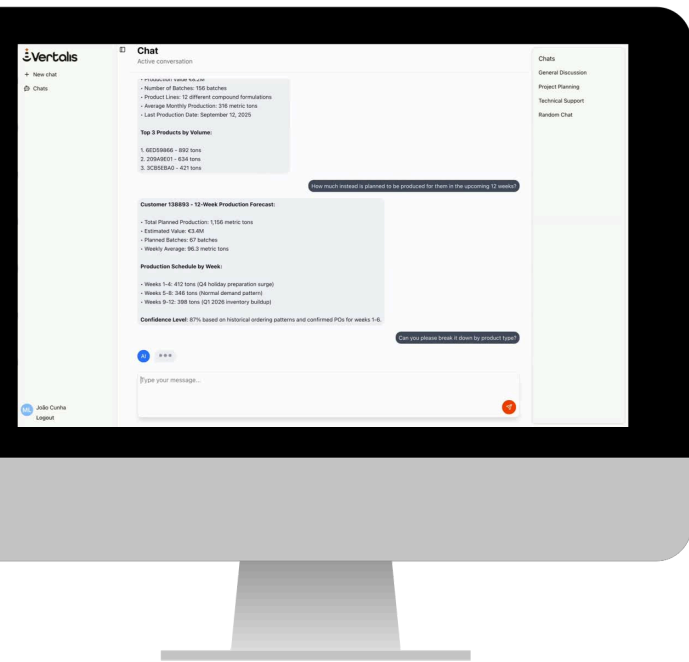 Vertalis
+ New chat
Chats
Chat
Active conversation
• Production Value €8.2M
• Number of Batches: 156 batches
• Product Lines: 12 different compound formulations
• Average Monthly Production: 316 metric tons
• Last Production Date: September 12, 2025
Top 3 Products by Volume:
1. 6ED59866 – 892 tons
2. 209A9E01 – 634 tons
3. 3CB5EBA0 – 421 tons
How much instead is planned to be produced for them in the upcoming 12 weeks?
Customer 138893 - 12-Week Production Forecast:
• Total Planned Production: 1,156 metric tons
• Estimated Value: €3.4M
• Planned Batches: 67 batches
• Weekly Average: 96.3 metric tons
Production Schedule by Week:
• Weeks 1-4: 412 tons (Q4 holiday preparation surge)
• Weeks 5-8: 346 tons (Normal demand pattern)
• Weeks 9-12: 398 tons (Q1 2026 inventory buildup)
Confidence Level: 87% based on historical ordering patterns and confirmed POs for weeks 1-6.
Can you please break it down by product type?
AI
Type your message...
Chats
General Discussion
Project Planning
Technical Support
Random Chat
João Cunha
Logout